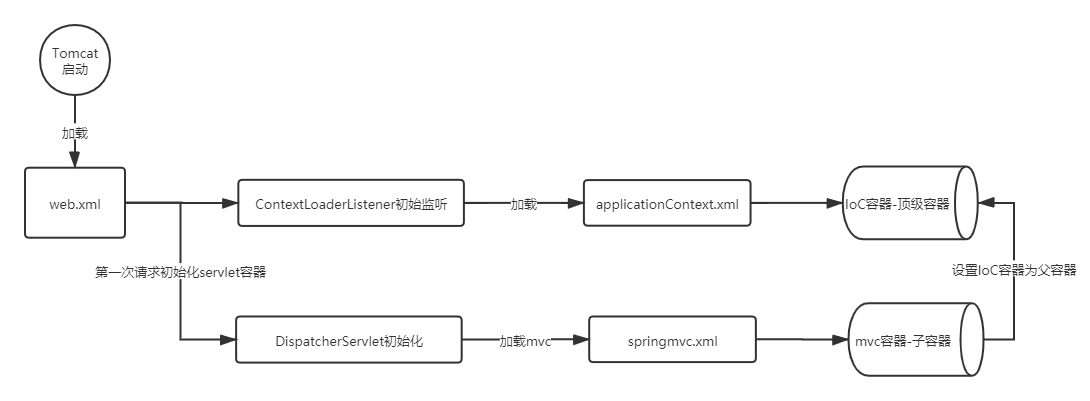 Tomcat
启动
加载
web.xml
ContextLoaderListener初始监听
加载
applicationContext.xml
IoC容器-顶级容器
第一次请求初始化servlet容器
设置IoC容器为父容器
DispatcherServlet初始化
加载mvc
springmvc.xml
mvc容器-子容器